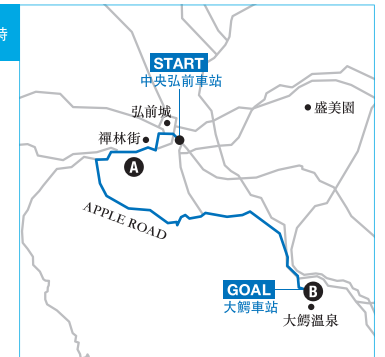 時
START
中央弘前車站
弘前城
盛美園
禪林街
A
APPLE ROAD
GOAL
B
大鰐車站
大鰐溫泉